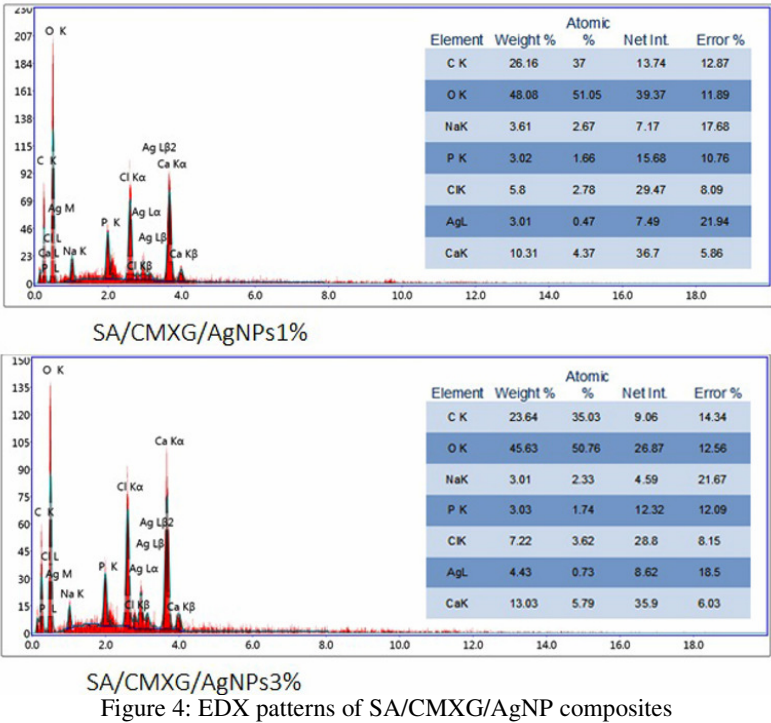 230
207
184
161
138
115
92
69
46
23
0
O K
C K
Ag M
Cl L
Ca L
P L
Na K
P K
Cl Kα
Ag Lβ2
Ca Kα
Ag Lα
Ag Lβ
Cl Kβ
Ca Kβ
0.0 2.0 4.0 6.0 8.0 10.0 12.0 14.0 16.0 18.0
Atomic
Element Weight % % Net Int. Error %
C K 26.16 37 13.74 12.87
O K 48.08 51.05 39.37 11.89
NaK 3.61 2.67 7.17 17.68
P K 3.02 1.66 15.68 10.76
ClK 5.8 2.78 29.47 8.09
AgL 3.01 0.47 7.49 21.94
CaK 10.31 4.37 36.7 5.86
SA/CMXG/AgNPs1%
150
135
120
105
90
75
60
45
30
15
0
O K
C K
Cl L
Ag M
P L
Na K
P K
Cl Kα
Ca Kα
Ag Lβ2
Ag Lβ
Ag Lα
Cl Kβ
Ca Kβ
0.0 2.0 4.0 6.0 8.0 10.0 12.0 14.0 16.0 18.0
Atomic
Element Weight % % Net Int. Error %
C K 23.64 35.03 9.06 14.34
O K 45.63 50.76 26.87 12.56
NaK 3.01 2.33 4.59 21.67
P K 3.03 1.74 12.32 12.09
ClK 7.22 3.62 28.8 8.15
AgL 4.43 0.73 8.62 18.5
CaK 13.03 5.79 35.9 6.03
SA/CMXG/AgNPs3%
Figure 4: EDX patterns of SA/CMXG/AgNP composites